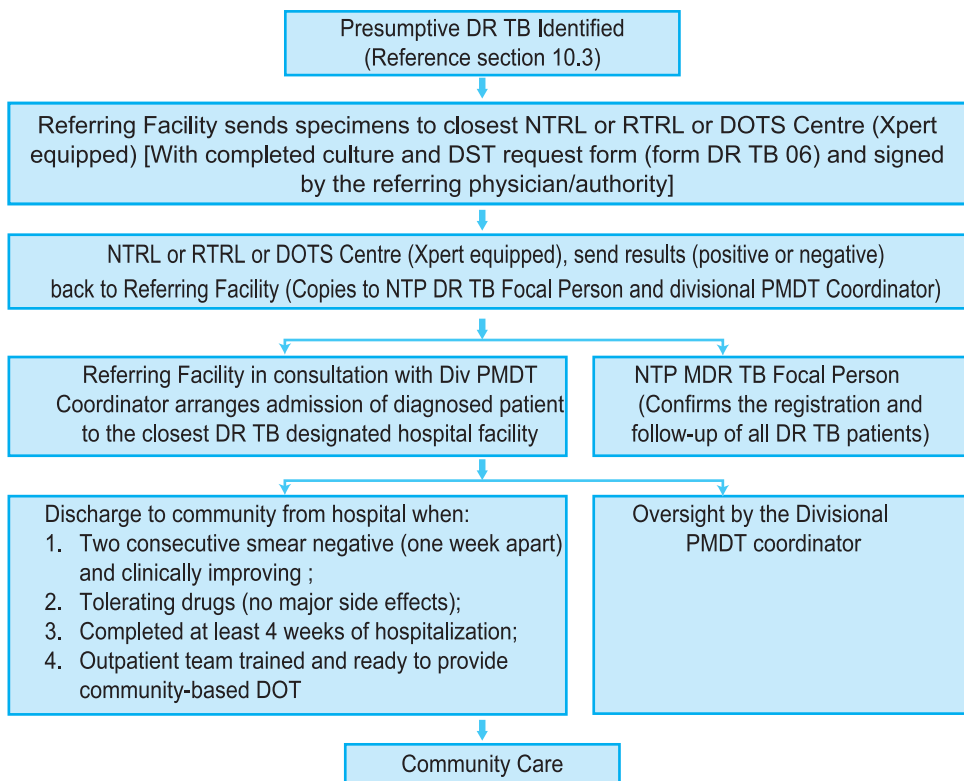 Presumptive DR TB Identified
(Reference section 10.3)
Referring Facility sends specimens to closest NTRL or RTRL or DOTS Centre (Xpert
equipped) [With completed culture and DST request form (form DR TB 06) and signed
by the referring physician/authority]
NTRL or RTRL or DOTS Centre (Xpert equipped), send results (positive or negative)
back to Referring Facility (Copies to NTP DR TB Focal Person and divisional PMDT Coordinator)
Referring Facility in consultation with Div PMDT
Coordinator arranges admission of diagnosed patient
to the closest DR TB designated hospital facility
NTP MDR TB Focal Person
(Confirms the registration and
follow-up of all DR TB patients)
Discharge to community from hospital when:
1. Two consecutive smear negative (one week apart)
and clinically improving ;
2. Tolerating drugs (no major side effects);
3. Completed at least 4 weeks of hospitalization;
4. Outpatient team trained and ready to provide
community-based DOT
Oversight by the Divisional
PMDT coordinator
Community Care